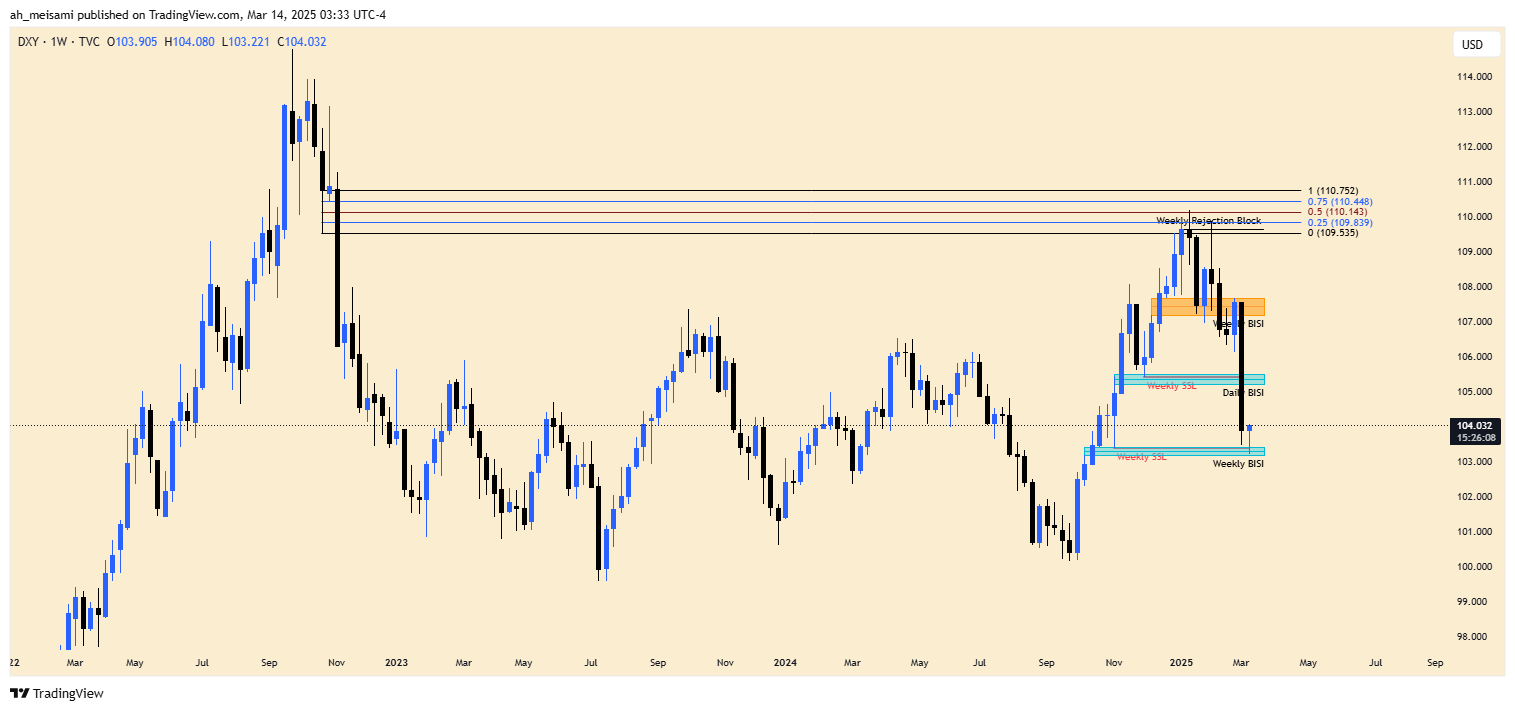 ah_meisami published on TradingView.com, Mar 14, 2025 03:33 UTC-4
DXY · 1W · TVC O103.905 H104.080 L103.221 C104.032
USD
114.000
113.000
112.000
111.000
1 (110.752)
0.75 (110.448)
0.5 (110.143)
110.000
Weekly Rejection Block
0.25 (109.839)
0 (109.535)
109.000
108.000
107.000
Weekly BISI
106.000
105.000
Weekly SSL
Daily BISI
104.032
15:26:08
103.000
Weekly SSL
Weekly BISI
102.000
101.000
100.000
99.000
98.000
22 Mar May Jul Sep Nov 2023 Mar May Jul Sep Nov 2024 Mar May Jul Sep Nov 2025 Mar May Jul Sep
TradingView